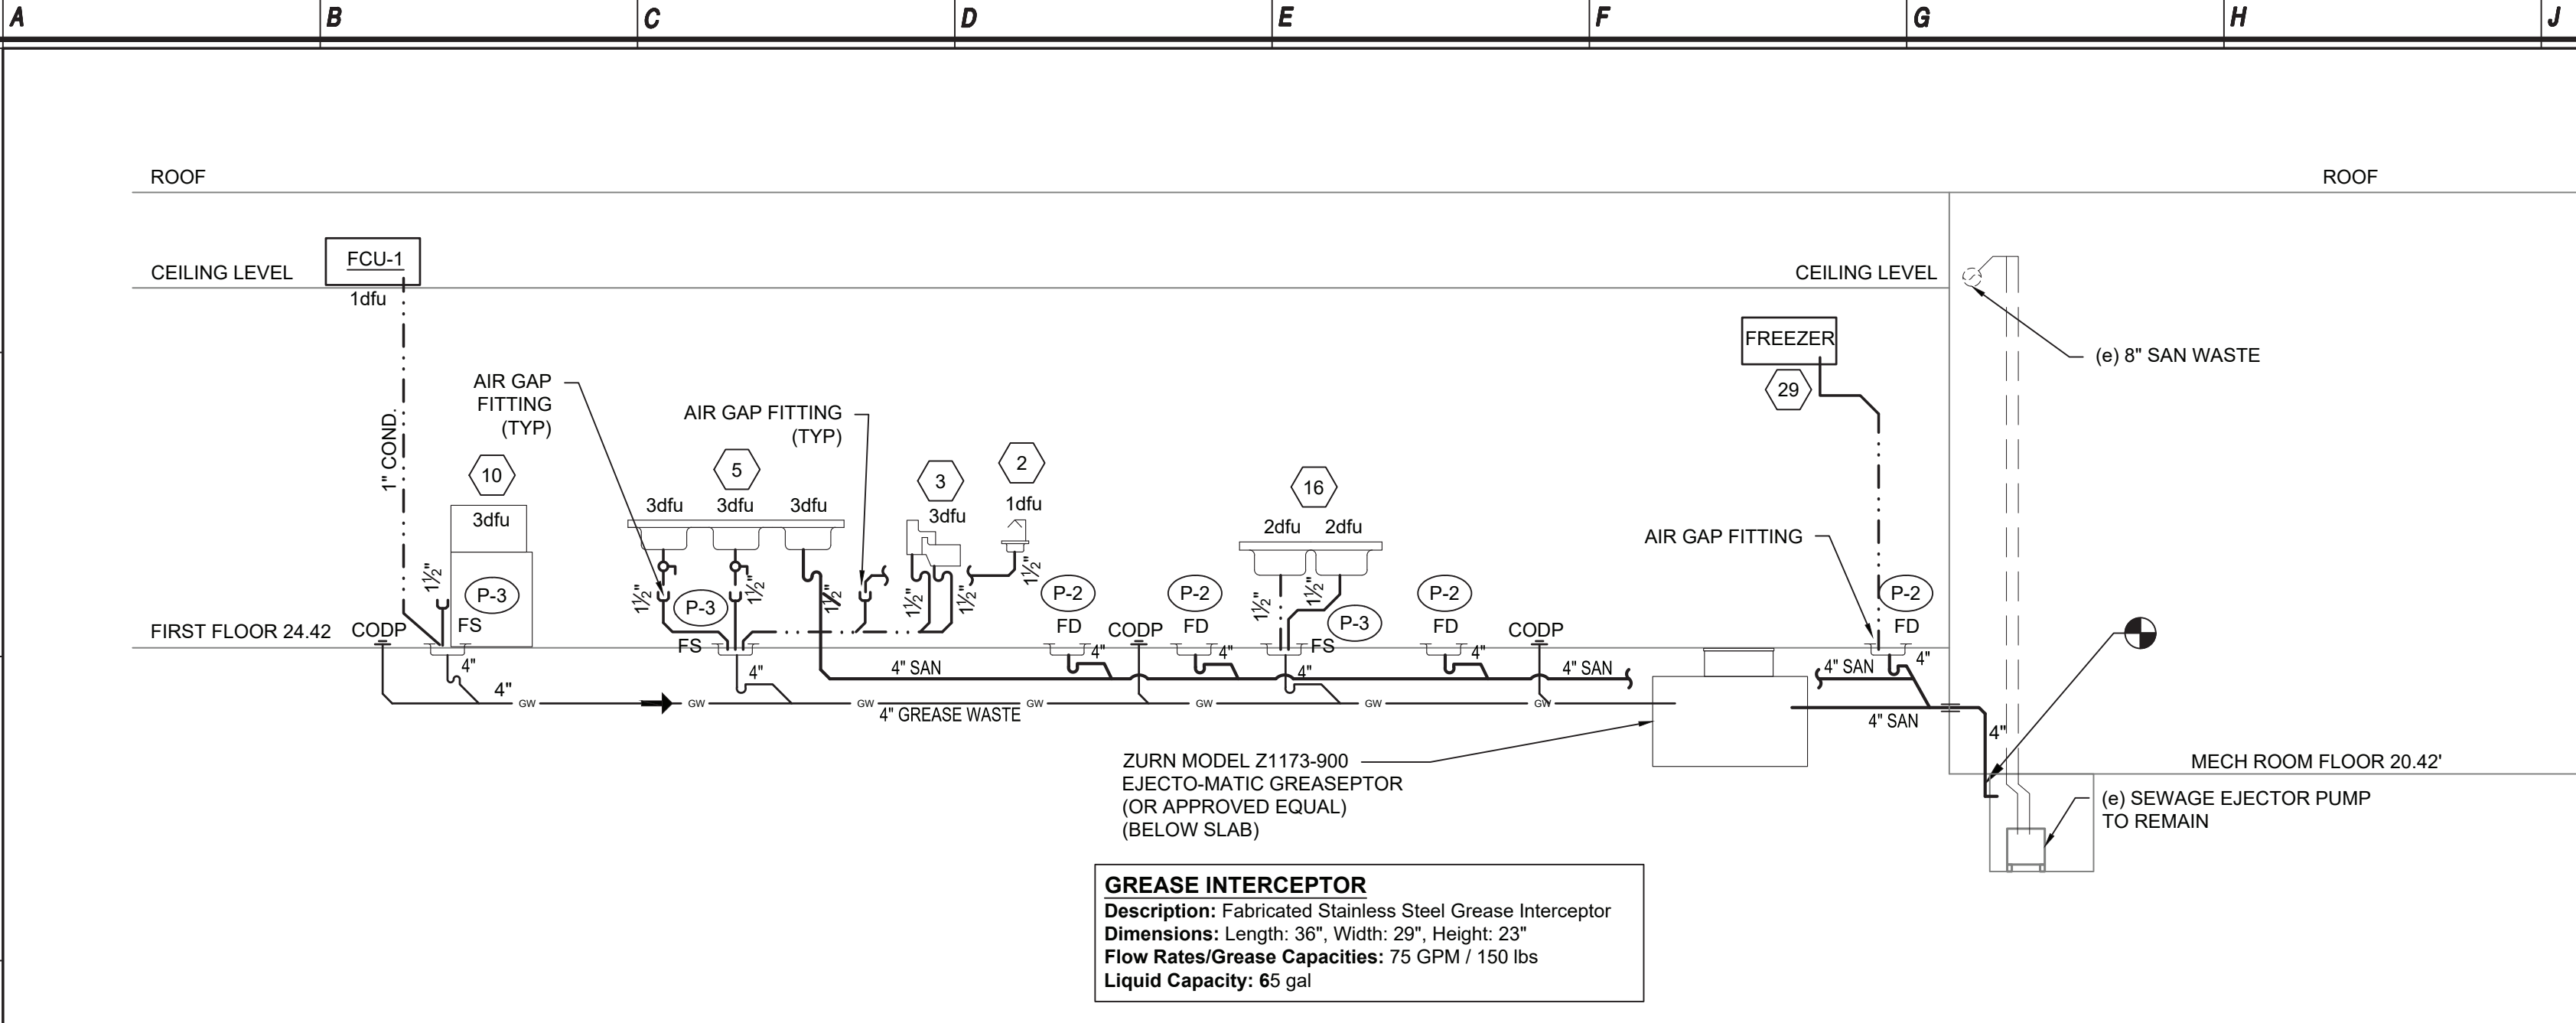 A B C D E F G H J
ROOF
ROOF
FCU-1
CEILING LEVEL
CEILING LEVEL
1dfu
FREEZER
29
(e) 8" SAN WASTE
AIR GAP
FITTING
(TYP)
AIR GAP FITTING
(TYP)
1" COND.
10
3dfu
5
3dfu 3dfu 3dfu
3
3dfu
2
1dfu
16
2dfu 2dfu
AIR GAP FITTING
1½"
P-3
1½"
P-3
1½"
1½"
1½"
1½"
1½"
P-2
P-2
1½"
1½"
P-3
P-2
P-2
FIRST FLOOR 24.42
CODP
FS
FS
FD
CODP
FD
FS
FD
CODP
FD
4"
4"
4"
4"
4"
4"
4"
4" SAN
4" SAN
4" SAN
4"
GW GW GW GW GW GW GW
4" GREASE WASTE
4" SAN
4"
ZURN MODEL Z1173-900
EJECTO-MATIC GREASEPTOR
(OR APPROVED EQUAL)
(BELOW SLAB)
MECH ROOM FLOOR 20.42'
(e) SEWAGE EJECTOR PUMP
TO REMAIN
GREASE INTERCEPTOR
Description: Fabricated Stainless Steel Grease Interceptor
Dimensions: Length: 36", Width: 29", Height: 23"
Flow Rates/Grease Capacities: 75 GPM / 150 lbs
Liquid Capacity: 65 gal